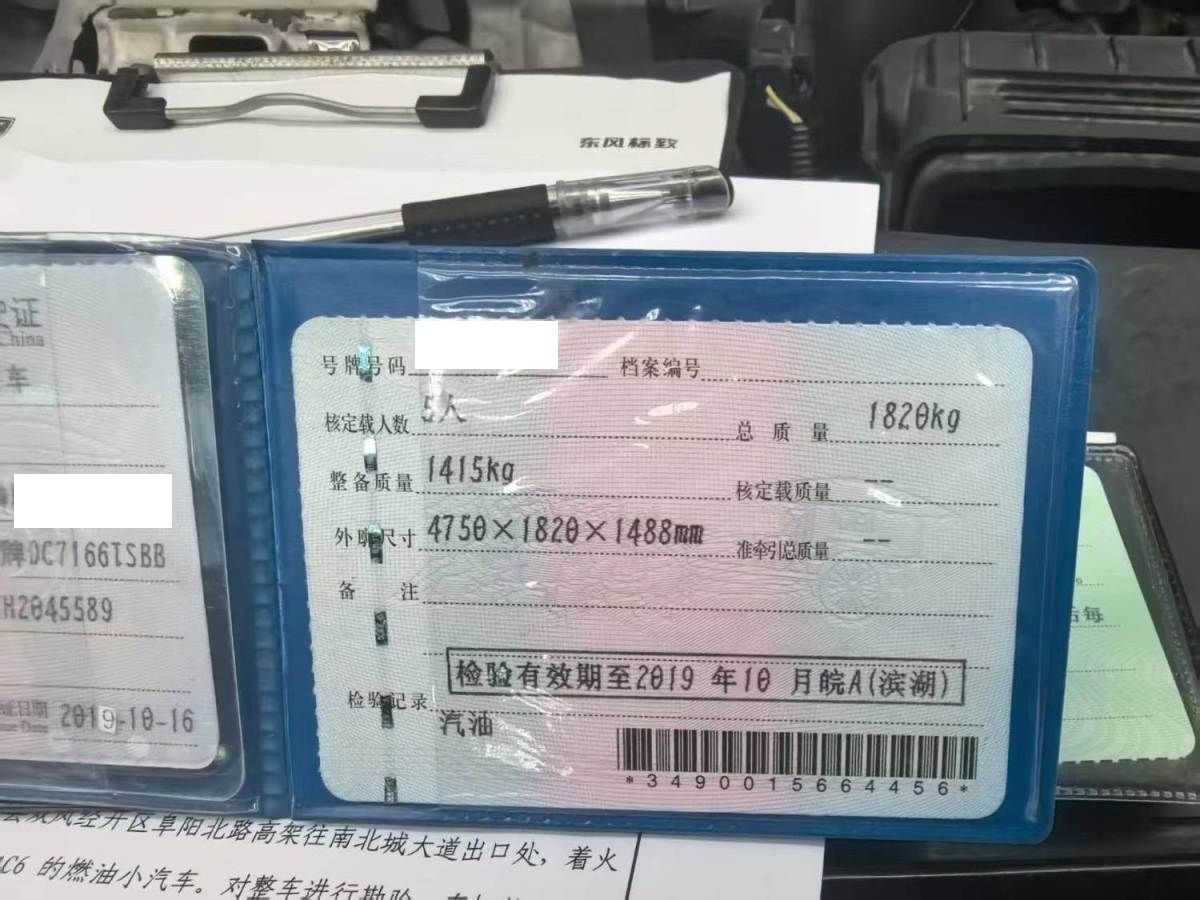 东风标致
证
China
车
号牌号码
档案编号
核定载人数 5人
总质量 1820kg
整备质量 1415kg
核定载质量 --
外廓尺寸 4750×1820×1488mm
准牵引总质量 --
备注
检验有效期至2019年10月皖A(滨湖)
检验记录
汽油
*3490015664456*
牌DC7166TSBB
H2045589
证日期 2019-10-16
后每
双凤经开区阜阳北路高架往南北城大道出口处，着火
C6 的燃油小汽车。对整车进行勘验